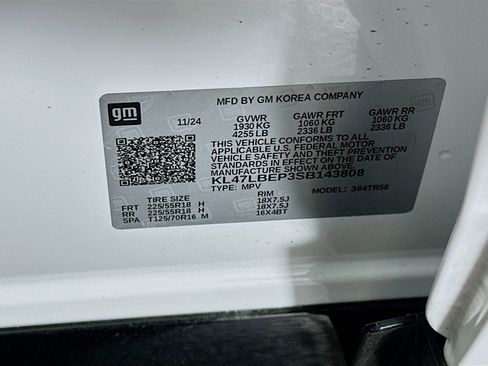 MFD BY GM KOREA COMPANY
gm
11/24 GVWR GAWR FRT GAWR RR
1930 KG 1060 KG 1060 KG
4255 LB 2336 LB 2336 LB
THIS VEHICLE CONFORMS TO ALL
APPLICABLE U.S. FEDERAL MOTOR
VEHICLE SAFETY AND THEFT PREVENTION
STANDARDS IN EFFECT ON THE DATE OF
MANUFACTURE SHOWN ABOVE.
KL47LBEP3SB143808
TYPE: MPV MODEL: 384TR58
TIRE SIZE RIM
FRT 225/55R18 H 18X7.5J
RR 225/55R18 H 18X7.5J
SPA T125/70R16 M 16X4BT